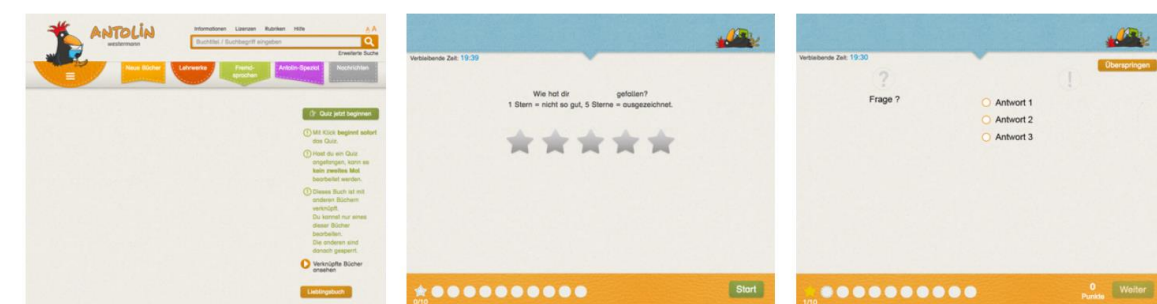 ANTOLIN
westermann
Informationen Lizenzen Rubriken Hilfe A A
Buchtitel / Suchbegriff eingeben
Erweiterte Suche
Neue Bücher
Lehrwerke
Fremd-
sprachen
Antolin-Spezial
Nachrichten
Quiz jetzt beginnen
Mit Klick beginnt sofort
das Quiz.
Hast du ein Quiz
angefangen, kann es
kein zweites Mal
bearbeitet werden.
Dieses Buch ist mit
anderen Büchern
verknüpft.
Du kannst nur eines
dieser Bücher
bearbeiten.
Die anderen sind
danach gesperrt.
Verknüpfte Bücher
ansehen
Lieblingsbuch
Verbleibende Zeit: 19:39
Wie hat dir gefallen?
1 Stern = nicht so gut, 5 Sterne = ausgezeichnet.
0/10
Start
Verbleibende Zeit: 19:30
Überspringen
?
!
Frage ?
Antwort 1
Antwort 2
Antwort 3
1/10
0
Punkte
Weiter